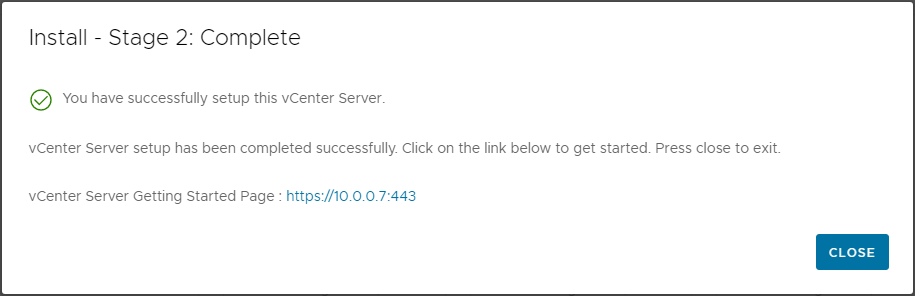 Install - Stage 2: Complete
You have successfully setup this vCenter Server.
vCenter Server setup has been completed successfully. Click on the link below to get started. Press close to exit.
vCenter Server Getting Started Page : https://10.0.0.7:443
CLOSE